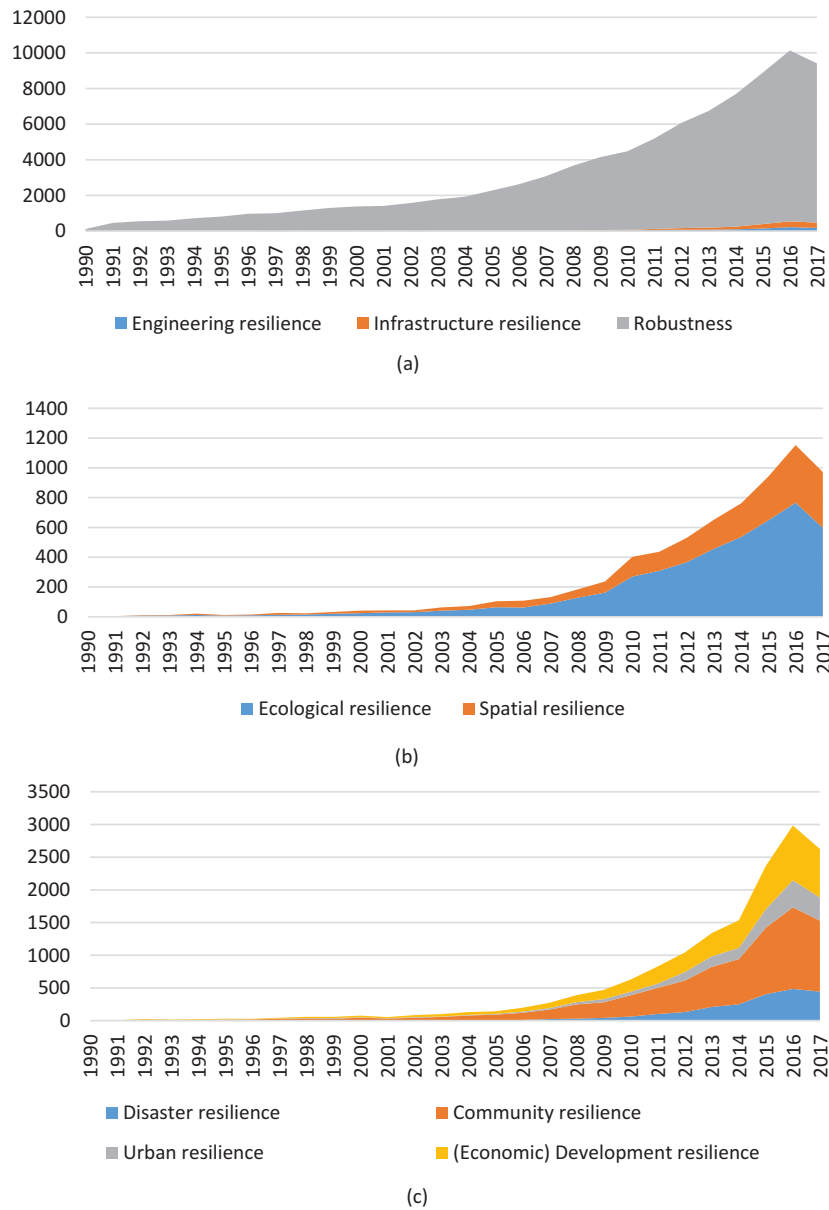 12000
10000
8000
6000
4000
2000
0
1990 1991 1992 1993 1994 1995 1996 1997 1998 1999 2000 2001 2002 2003 2004 2005 2006 2007 2008 2009 2010 2011 2012 2013 2014 2015 2016 2017
Engineering resilience Infrastructure resilience Robustness
(a)
1400
1200
1000
800
600
400
200
0
1990 1991 1992 1993 1994 1995 1996 1997 1998 1999 2000 2001 2002 2003 2004 2005 2006 2007 2008 2009 2010 2011 2012 2013 2014 2015 2016 2017
Ecological resilience Spatial resilience
(b)
3500
3000
2500
2000
1500
1000
500
0
1990 1991 1992 1993 1994 1995 1996 1997 1998 1999 2000 2001 2002 2003 2004 2005 2006 2007 2008 2009 2010 2011 2012 2013 2014 2015 2016 2017
Disaster resilience Community resilience
Urban resilience (Economic) Development resilience
(c)